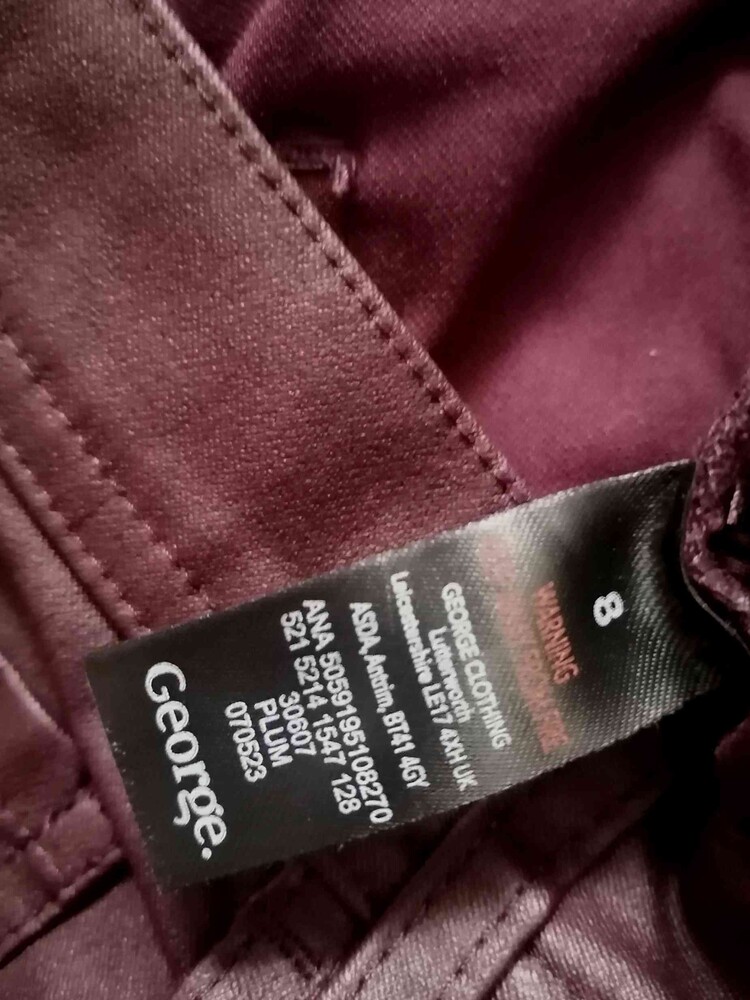 8
WARNING
GEORGE CLOTHING
Lutterworth
Leicestershire LE17 4XH UK
ASDA, Antrim, BT41 4GY
ANA 5059195108270
521 5214 1547 128
30607
PLUM
070523
George.